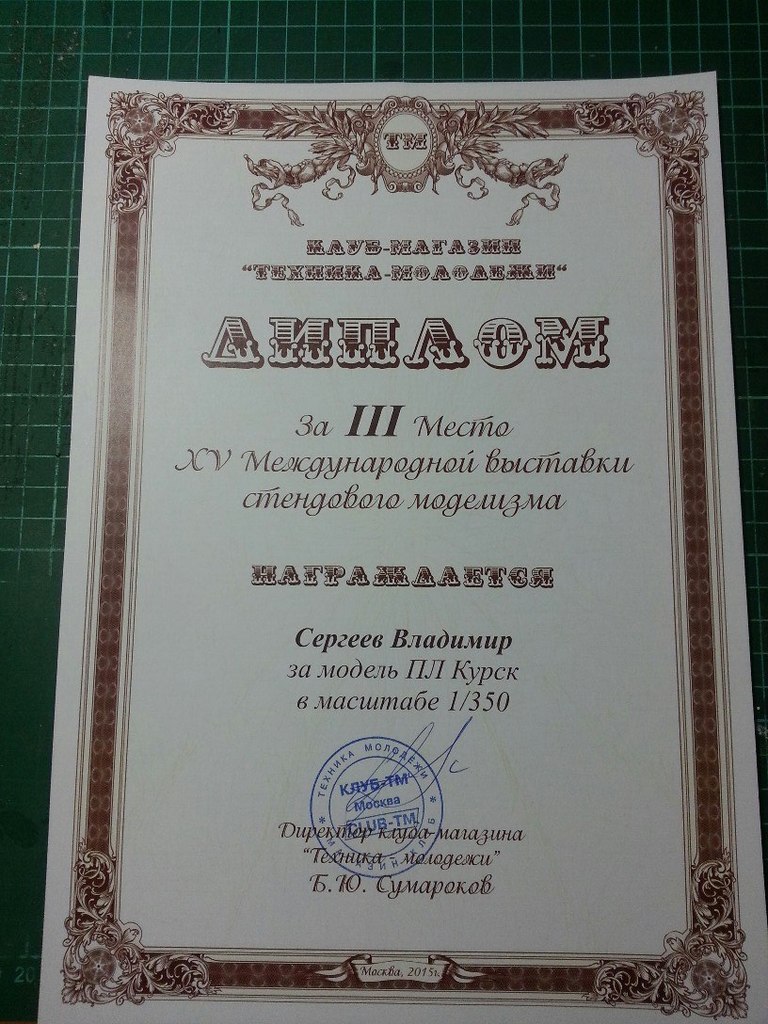 ТМ
КЛУБ-МАГАЗИН
"ТЕХНИКА-МОЛОДЕЖИ"
ДИПЛОМ
За III Место
XV Международной выставки
стендового моделизма
НАГРАЖДАЕТСЯ
Сергеев Владимир
за модель ПЛ Курск
в масштабе 1/350
ТЕХНИКА МОЛОДЕЖИ
КЛУБ-ТМ
Москва
CLUB-TM
Директор клуба-магазина
"Техника - молодежи"
Б.Ю. Сумароков
Москва, 2015г.